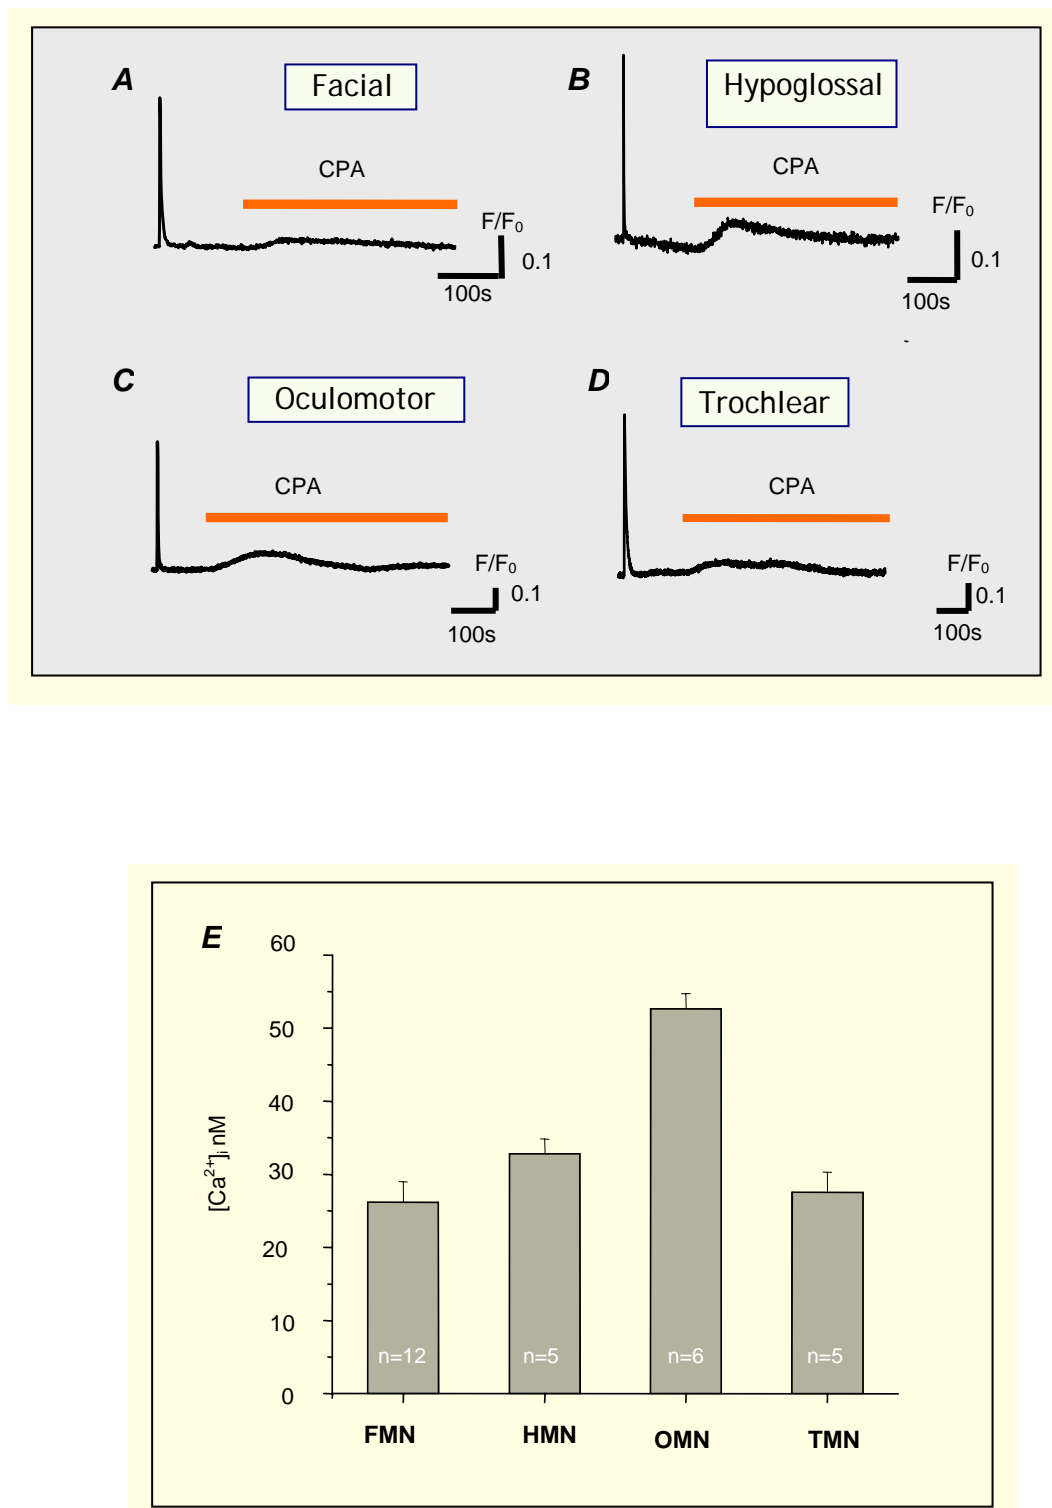 A
Facial
CPA
F/F0
0.1
100s
B
Hypoglossal
CPA
F/F0
0.1
100s
-
C
Oculomotor
CPA
F/F0
0.1
100s
D
Trochlear
CPA
F/F0
0.1
100s
E
60
50
40
30
20
10
0
[Ca2+]i nM
n=12
n=5
n=6
n=5
FMN
HMN
OMN
TMN